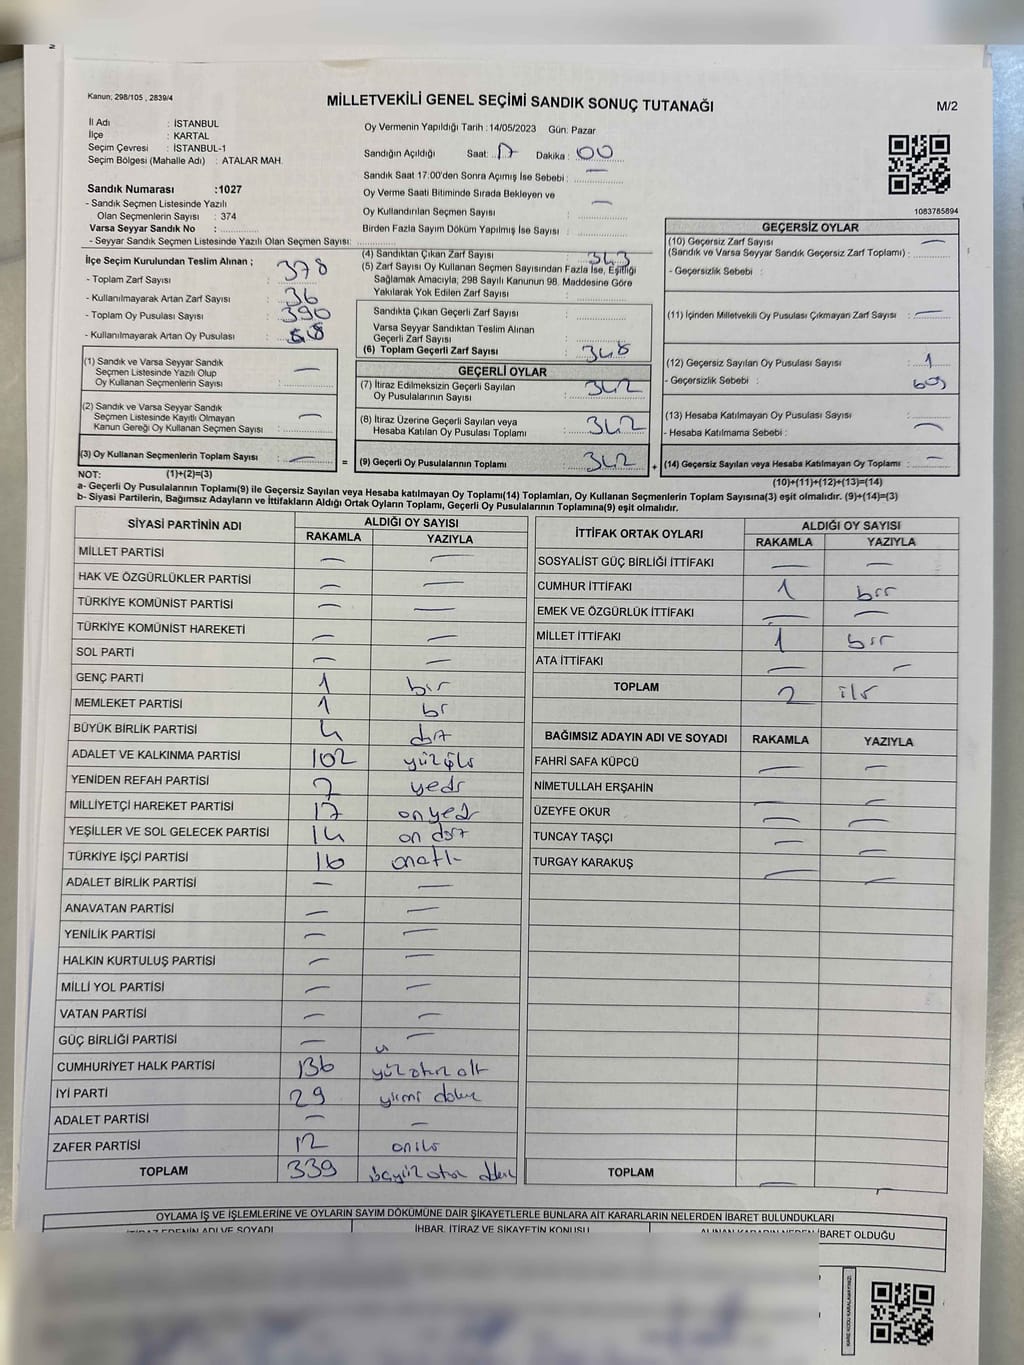 Kanun; 298/105 , 2839/4
MİLLETVEKİLİ GENEL SEÇİMİ SANDIK SONUÇ TUTANAĞI
M/2
İl Adı : İSTANBUL
İlçe : KARTAL
Seçim Çevresi : İSTANBUL-1
Seçim Bölgesi (Mahalle Adı) : ATALAR MAH.
Sandık Numarası :1027
- Sandık Seçmen Listesinde Yazılı
Olan Seçmenlerin Sayısı : 374
Varsa Seyyar Sandık No :
- Seyyar Sandık Seçmen Listesinde Yazılı Olan Seçmen Sayısı:
Oy Vermenin Yapıldığı Tarih :14/05/2023 Gün: Pazar
Sandığın Açıldığı Saat: 17 Dakika : 00
Sandık Saat 17:00'den Sonra Açımış İse Sebebi : —
Oy Verme Saati Bitiminde Sırada Bekleyen ve
Oy Kullandırılan Seçmen Sayısı : —
Birden Fazla Sayım Döküm Yapılmış İse Sayısı :
1083785894
İlçe Seçim Kurulundan Teslim Alınan ;
- Toplam Zarf Sayısı : 378
- Kullanılmayarak Artan Zarf Sayısı : 36
- Toplam Oy Pusulası Sayısı : 390
- Kullanılmayarak Artan Oy Pusulası :
(1) Sandık ve Varsa Seyyar Sandık
Seçmen Listesinde Yazılı Olup
Oy Kullanan Seçmenlerin Sayısı : —
(2) Sandık ve Varsa Seyyar Sandık
Seçmen Listesinde Kayıtlı Olmayan
Kanun Gereği Oy Kullanan Seçmen Sayısı : —
(3) Oy Kullanan Seçmenlerin Toplam Sayısı : —
(4) Sandıktan Çıkan Zarf Sayısı : 343
(5) Zarf Sayısı Oy Kullanan Seçmen Sayısından Fazla İse, Eşitliği
Sağlamak Amacıyla; 298 Sayılı Kanunun 98. Maddesine Göre
Yakılarak Yok Edilen Zarf Sayısı :
Sandıkta Çıkan Geçerli Zarf Sayısı :
Varsa Seyyar Sandıktan Teslim Alınan
Geçerli Zarf Sayısı :
(6) Toplam Geçerli Zarf Sayısı : 348
GEÇERLİ OYLAR
(7) İtiraz Edilmeksizin Geçerli Sayılan
Oy Pusulalarının Sayısı : 342
(8) İtiraz Üzerine Geçerli Sayılan veya
Hesaba Katılan Oy Pusulası Toplamı : 342
= (9) Geçerli Oy Pusulalarının Toplamı : 342 +
GEÇERSİZ OYLAR
(10) Geçersiz Zarf Sayısı —
(Sandık ve Varsa Seyyar Sandık Geçersiz Zarf Toplamı) :
- Geçersizlik Sebebi :
(11) İçinden Milletvekili Oy Pusulası Çıkmayan Zarf Sayısı : —
(12) Geçersiz Sayılan Oy Pusulası Sayısı : 1
- Geçersizlik Sebebi : boş
(13) Hesaba Katılmayan Oy Pusulası Sayısı :
- Hesaba Katılmama Sebebi : —
(14) Geçersiz Sayılan veya Hesaba Katılmayan Oy Toplamı : —
NOT: (1)+(2)=(3)
(10)+(11)+(12)+(13)=(14)
a- Geçerli Oy Pusulalarının Toplamı(9) ile Geçersiz Sayılan veya Hesaba katılmayan Oy Toplamı(14) Toplamları, Oy Kullanan Seçmenlerin Toplam Sayısına(3) eşit olmalıdır. (9)+(14)=(3)
b- Siyasi Partilerin, Bağımsız Adayların ve İttifakların Aldığı Ortak Oyların Toplamı, Geçerli Oy Pusulalarının Toplamına(9) eşit olmalıdır.
SİYASİ PARTİNİN ADI ALDIĞI OY SAYISI
RAKAMLA YAZIYLA
MİLLET PARTİSİ — —
HAK VE ÖZGÜRLÜKLER PARTİSİ — —
TÜRKİYE KOMÜNİST PARTİSİ — —
TÜRKİYE KOMÜNİST HAREKETİ — —
SOL PARTİ — —
GENÇ PARTİ 1 bir
MEMLEKET PARTİSİ 1 bir
BÜYÜK BİRLİK PARTİSİ 4 dört
ADALET VE KALKINMA PARTİSİ 102 yüz iki
YENİDEN REFAH PARTİSİ 7 yedi
MİLLİYETÇİ HAREKET PARTİSİ 17 on yedi
YEŞİLLER VE SOL GELECEK PARTİSİ 14 on dört
TÜRKİYE İŞÇİ PARTİSİ 16 onaltı
ADALET BİRLİK PARTİSİ — —
ANAVATAN PARTİSİ — —
YENİLİK PARTİSİ — —
HALKIN KURTULUŞ PARTİSİ — —
MİLLİ YOL PARTİSİ — —
VATAN PARTİSİ — —
GÜÇ BİRLİĞİ PARTİSİ — —
CUMHURİYET HALK PARTİSİ 136 yüz otuz altı
İYİ PARTİ 29 yirmi dokuz
ADALET PARTİSİ — —
ZAFER PARTİSİ 12 oniki
TOPLAM 339 üçyüz otuz dokuz
İTTİFAK ORTAK OYLARI ALDIĞI OY SAYISI
RAKAMLA YAZIYLA
SOSYALİST GÜÇ BİRLİĞİ İTTİFAKI — —
CUMHUR İTTİFAKI 1 bir
EMEK VE ÖZGÜRLÜK İTTİFAKI — —
MİLLET İTTİFAKI 1 bir
ATA İTTİFAKI — —
TOPLAM 2 iki
BAĞIMSIZ ADAYIN ADI VE SOYADI RAKAMLA YAZIYLA
FAHRİ SAFA KÜPCÜ — —
NİMETULLAH ERŞAHİN — —
ÜZEYFE OKUR — —
TUNCAY TAŞÇI — —
TURGAY KARAKUŞ — —
TOPLAM — —
OYLAMA İŞ VE İŞLEMLERİNE VE OYLARIN SAYIM DÖKÜMÜNE DAİR ŞİKAYETLERLE BUNLARA AİT KARARLARIN NELERDEN İBARET BULUNDUKLARI
İTİRAZ EDENİN ADI VE SOYADI İHBAR, İTİRAZ VE ŞİKAYETİN KONUSU ALINAN KARARIN NEDEN İBARET OLDUĞU